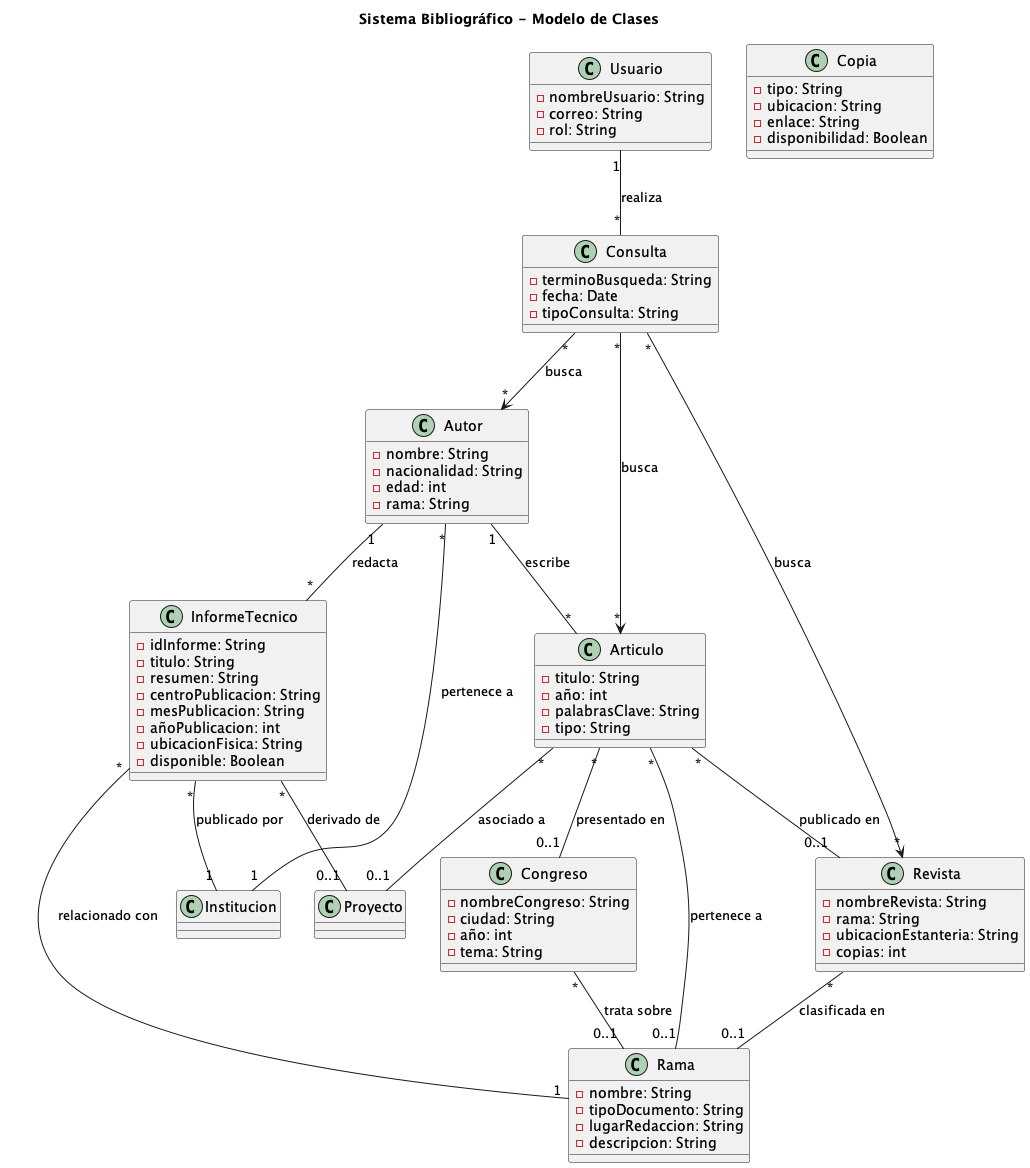 Sistema Bibliográfico - Modelo de Clases
C Usuario
nombreUsuario: String
correo: String
rol: String
C Copia
tipo: String
ubicacion: String
enlace: String
disponibilidad: Boolean
1
realiza
*
C Consulta
terminoBusqueda: String
fecha: Date
tipoConsulta: String
* * *
busca
*
C Autor
nombre: String
nacionalidad: String
edad: int
rama: String
busca
1 * 1
redacta
escribe
busca
*
* *
C InformeTecnico
idInforme: String
titulo: String
resumen: String
centroPublicacion: String
mesPublicacion: String
añoPublicacion: int
ubicacionFisica: String
disponible: Boolean
C Articulo
titulo: String
año: int
palabrasClave: String
tipo: String
pertenece a
*
* * * * * *
publicado por
derivado de
asociado a
presentado en
publicado en
1 1 0..1 0..1
0..1 0..1 *
C Institucion
C Proyecto
C Congreso
nombreCongreso: String
ciudad: String
año: int
tema: String
C Revista
nombreRevista: String
rama: String
ubicacionEstanteria: String
copias: int
relacionado con
pertenece a
* *
trata sobre
clasificada en
0..1 0..1 0..1
1
C Rama
nombre: String
tipoDocumento: String
lugarRedaccion: String
descripcion: String